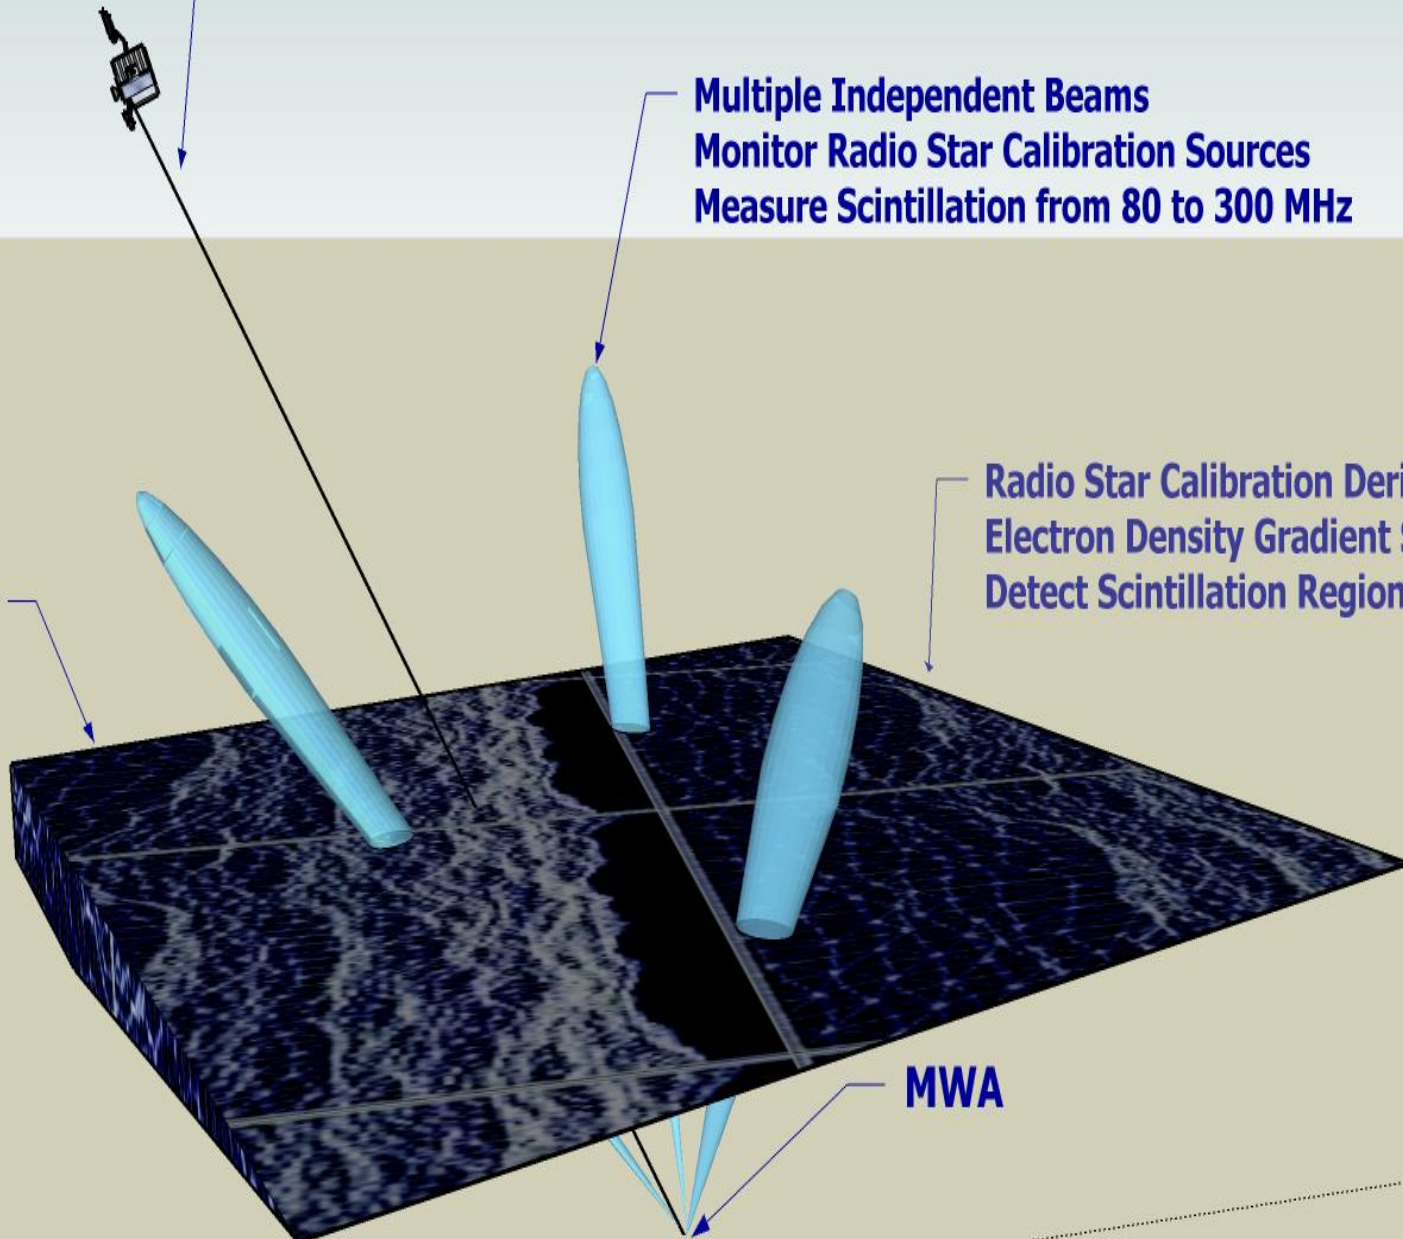 Multiple Independent Beams
Monitor Radio Star Calibration Sources
Measure Scintillation from 80 to 300 MHz
Radio Star Calibration
Electron Density Gradient
Detect Scintillation Region
MWA